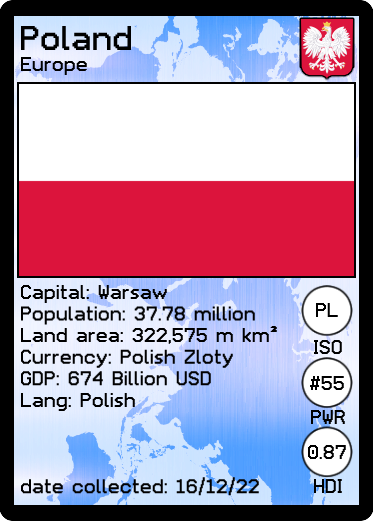 Poland
Europe
Capital: Warsaw
Population: 37.78 million
Land area: 322,575 m km²
Currency: Polish Zloty
GDP: 674 Billion USD
Lang: Polish
PL
ISO
#55
PWR
0.87
HDI
date collected: 16/12/22